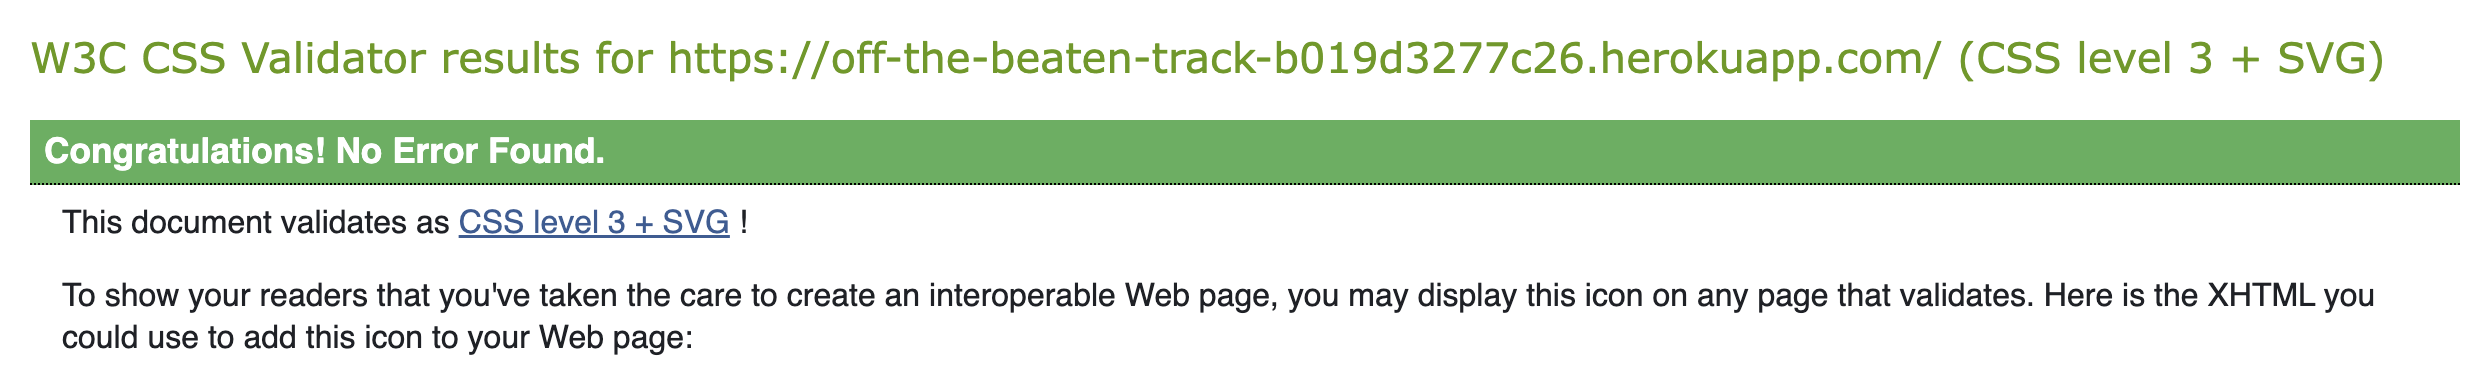 W3C CSS Validator results for https://off-the-beaten-track-b019d3277c26.herokuapp.com/ (CSS level 3 + SVG)
Congratulations! No Error Found.
This document validates as CSS level 3 + SVG !
To show your readers that you've taken the care to create an interoperable Web page, you may display this icon on any page that validates. Here is the XHTML you
could use to add this icon to your Web page: